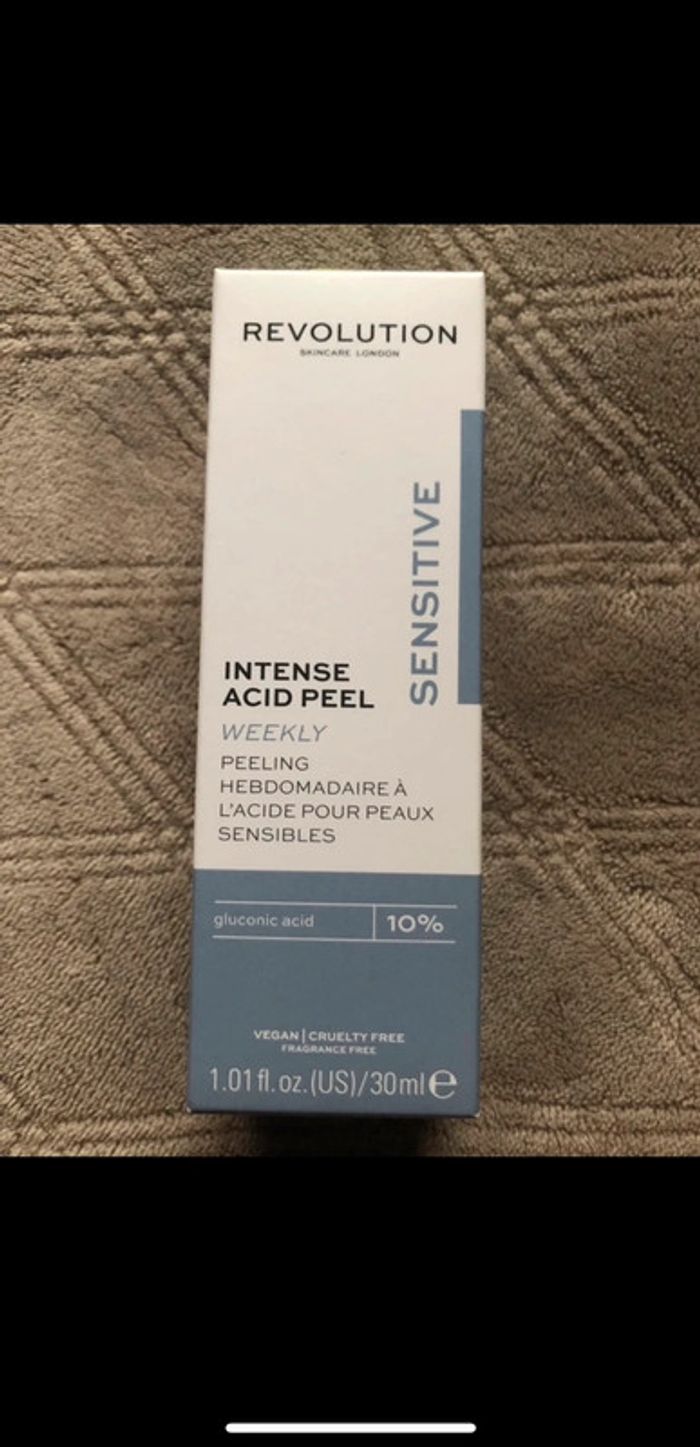 REVOLUTION
SKINCARE LONDON
SENSITIVE
INTENSE
ACID PEEL
WEEKLY
PEELING
HEBDOMADAIRE À
L'ACIDE POUR PEAUX
SENSIBLES
gluconic acid 10%
VEGAN | CRUELTY FREE
FRAGRANCE FREE
1.01 fl. oz. (US)/30ml e